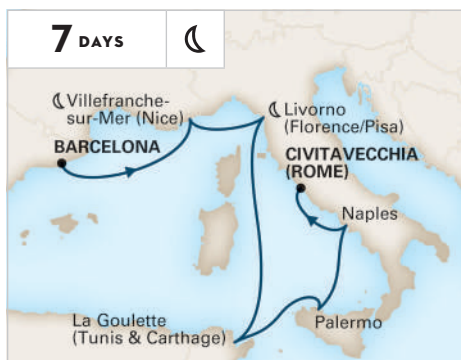 7 DAYS
Villefranche-
sur-Mer (Nice)
BARCELONA
Livorno
(Florence/Pisa)
CIVITAVECCHIA
(ROME)
Naples
La Goulette
(Tunis & Carthage)
Palermo